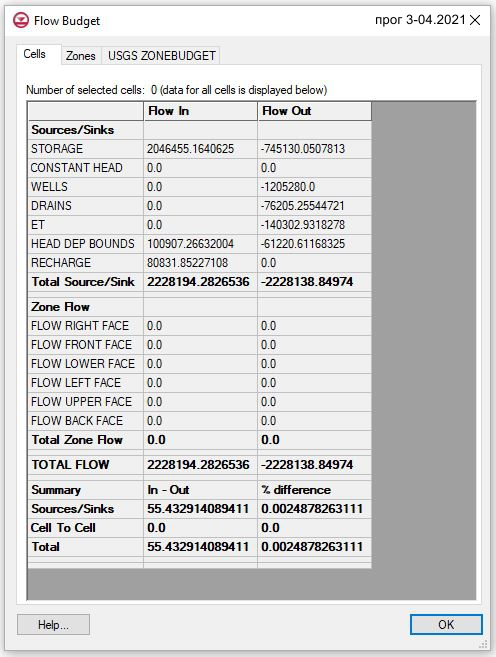 Flow Budget прог 3-04.2021
Cells Zones USGS ZONEBUDGET
Number of selected cells: 0 (data for all cells is displayed below)
Flow In Flow Out
Sources/Sinks
STORAGE 2046455.1640625 -745130.0507813
CONSTANT HEAD 0.0 0.0
WELLS 0.0 -1205280.0
DRAINS 0.0 -76205.25544721
ET 0.0 -140302.9318278
HEAD DEP BOUNDS 100907.26632004 -61220.61168325
RECHARGE 80831.85227108 0.0
Total Source/Sink 2228194.2826536 -2228138.84974
Zone Flow
FLOW RIGHT FACE 0.0 0.0
FLOW FRONT FACE 0.0 0.0
FLOW LOWER FACE 0.0 0.0
FLOW LEFT FACE 0.0 0.0
FLOW UPPER FACE 0.0 0.0
FLOW BACK FACE 0.0 0.0
Total Zone Flow 0.0 0.0
TOTAL FLOW 2228194.2826536 -2228138.84974
Summary In - Out % difference
Sources/Sinks 55.432914089411 0.0024878263111
Cell To Cell 0.0 0.0
Total 55.432914089411 0.0024878263111
Help... OK